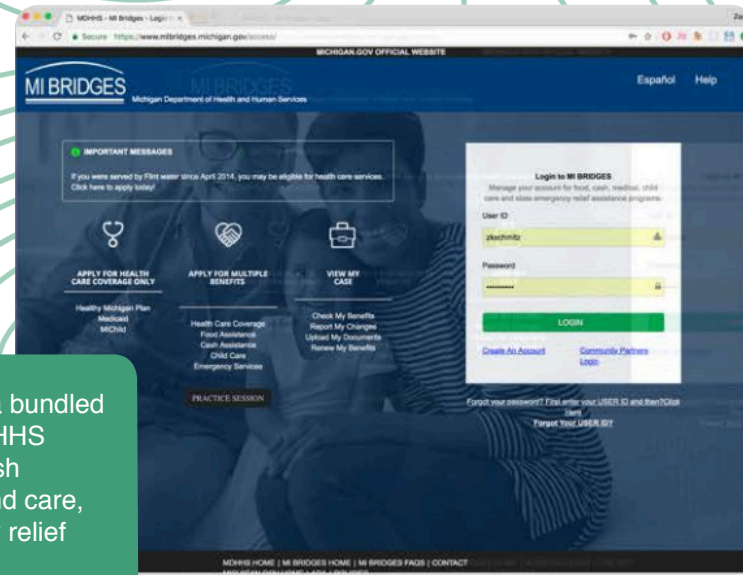 MDHHS - MI Bridges - Login
Secure https://www.mibridges.michigan.gov/access/
MICHIGAN.GOV OFFICIAL WEBSITE
MI BRIDGES
Michigan Department of Health and Human Services
Español Help
IMPORTANT MESSAGES
If you were served by Flint water since April 2014, you may be eligible for health care services.
Click here to apply today!
APPLY FOR HEALTH
CARE COVERAGE ONLY
Healthy Michigan Plan
Medicaid
MIChild
APPLY FOR MULTIPLE
BENEFITS
Health Care Coverage
Food Assistance
Cash Assistance
Child Care
Emergency Services
PRACTICE SESSION
VIEW MY
CASE
Check My Benefits
Report My Changes
Upload My Documents
Renew My Benefits
Login to MI BRIDGES
Manage your account for food, cash, medical, child
care and state emergency relief assistance programs.
User ID
zkschmitz
Password
LOGIN
Create An Account
Community Partners
Login
Forgot your password? First enter your USER ID and then?Click
Here
Forgot Your USER ID?
bundled
HHS
sh
nd care,
relief
MDHHS HOME | MI BRIDGES HOME | MI BRIDGES FAQS | CONTACT
MICHIGAN.GOV HOME | ADA | POLICIES